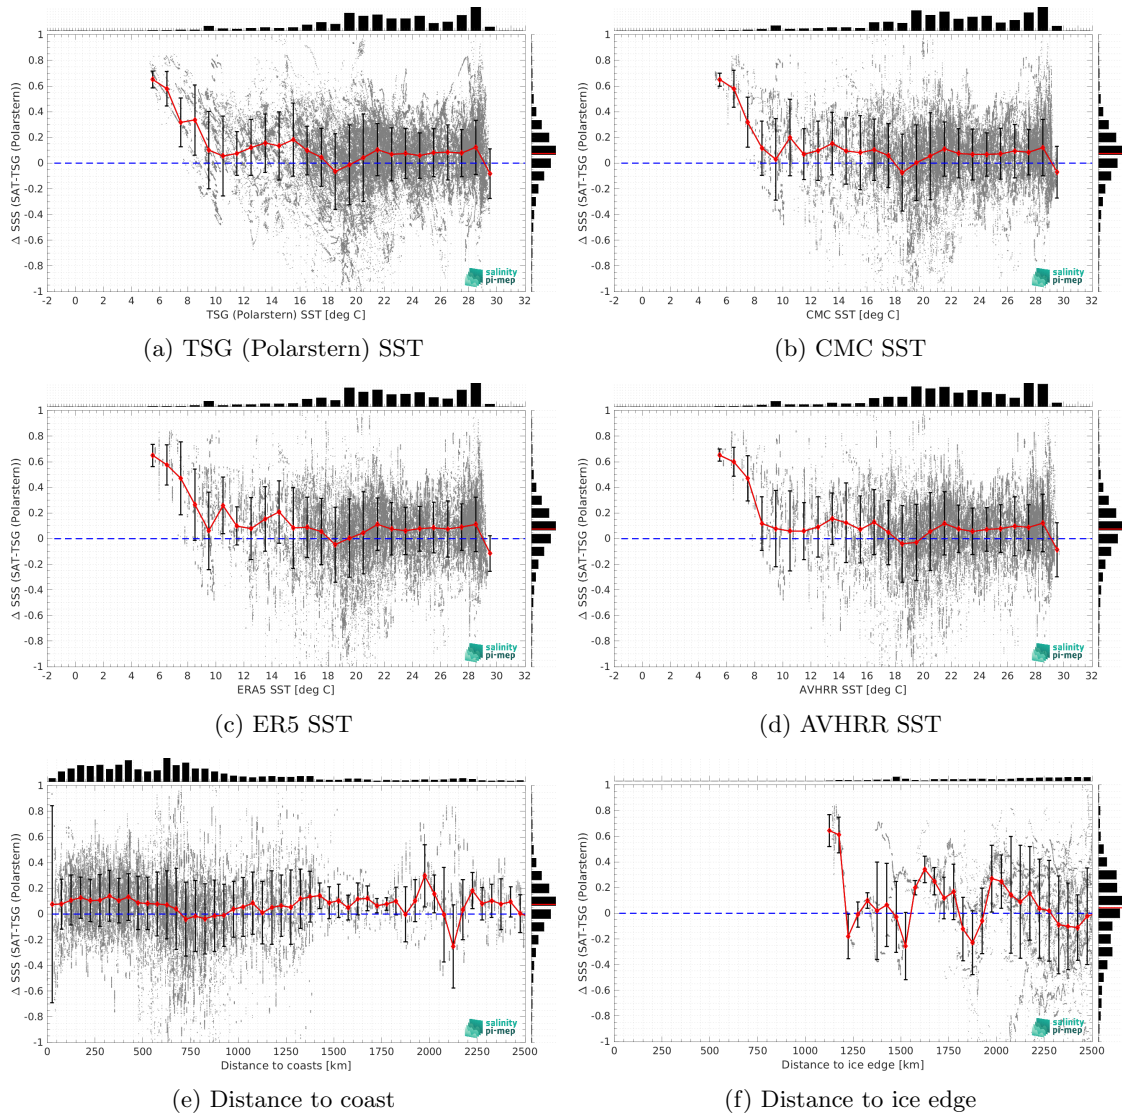 1
0.8
0.6
0.4
0.2
0
-0.2
-0.4
-0.6
-0.8
-1
Δ SSS (SAT-TSG (Polarstern))
salinity
pi-mep
-2 0 2 4 6 8 10 12 14 16 18 20 22 24 26 28 30 32
TSG (Polarstern) SST [deg C]
(a) TSG (Polarstern) SST
1
0.8
0.6
0.4
0.2
0
-0.2
-0.4
-0.6
-0.8
-1
Δ SSS (SAT-TSG (Polarstern))
salinity
pi-mep
-2 0 2 4 6 8 10 12 14 16 18 20 22 24 26 28 30 32
CMC SST [deg C]
(b) CMC SST
1
0.8
0.6
0.4
0.2
0
-0.2
-0.4
-0.6
-0.8
-1
Δ SSS (SAT-TSG (Polarstern))
salinity
pi-mep
-2 0 2 4 6 8 10 12 14 16 18 20 22 24 26 28 30 32
ERA5 SST [deg C]
(c) ER5 SST
1
0.8
0.6
0.4
0.2
0
-0.2
-0.4
-0.6
-0.8
-1
Δ SSS (SAT-TSG (Polarstern))
salinity
pi-mep
-2 0 2 4 6 8 10 12 14 16 18 20 22 24 26 28 30 32
AVHRR SST [deg C]
(d) AVHRR SST
1
0.8
0.6
0.4
0.2
0
-0.2
-0.4
-0.6
-0.8
-1
Δ SSS (SAT-TSG (Polarstern))
salinity
pi-mep
0 250 500 750 1000 1250 1500 1750 2000 2250 2500
Distance to coasts [km]
(e) Distance to coast
1
0.8
0.6
0.4
0.2
0
-0.2
-0.4
-0.6
-0.8
-1
Δ SSS (SAT-TSG (Polarstern))
salinity
pi-mep
0 250 500 750 1000 1250 1500 1750 2000 2250 2500
Distance to ice edge [km]
(f) Distance to ice edge